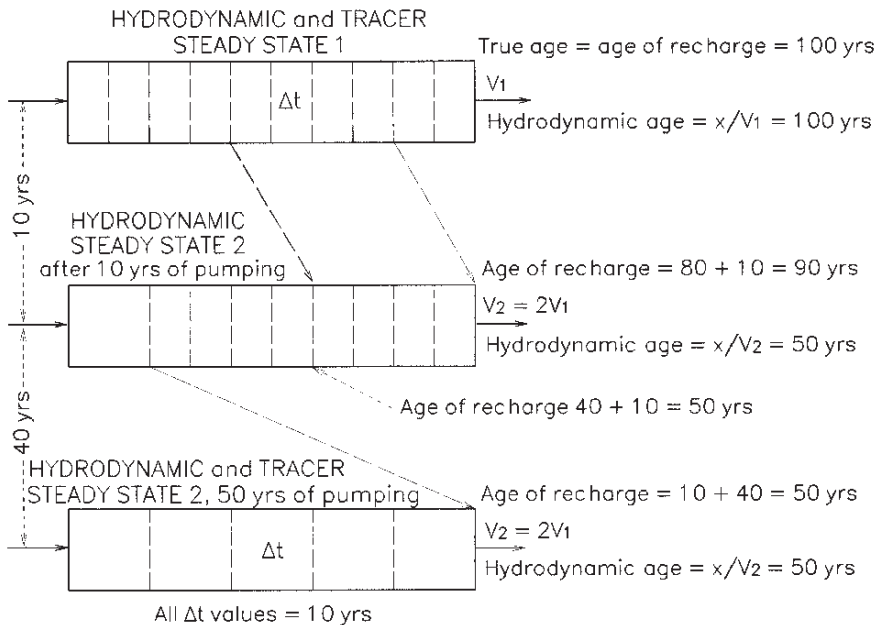 HYDRODYNAMIC and TRACER
STEADY STATE 1
True age = age of recharge = 100 yrs
Δt
V1
Hydrodynamic age = x/V1 = 100 yrs
10 yrs
HYDRODYNAMIC
STEADY STATE 2
after 10 yrs of pumping
Age of recharge = 80 + 10 = 90 yrs
V2 = 2V1
Hydrodynamic age = x/V2 = 50 yrs
Age of recharge 40 + 10 = 50 yrs
40 yrs
HYDRODYNAMIC and TRACER
STEADY STATE 2, 50 yrs of pumping
Age of recharge = 10 + 40 = 50 yrs
Δt
V2 = 2V1
Hydrodynamic age = x/V2 = 50 yrs
All Δt values = 10 yrs